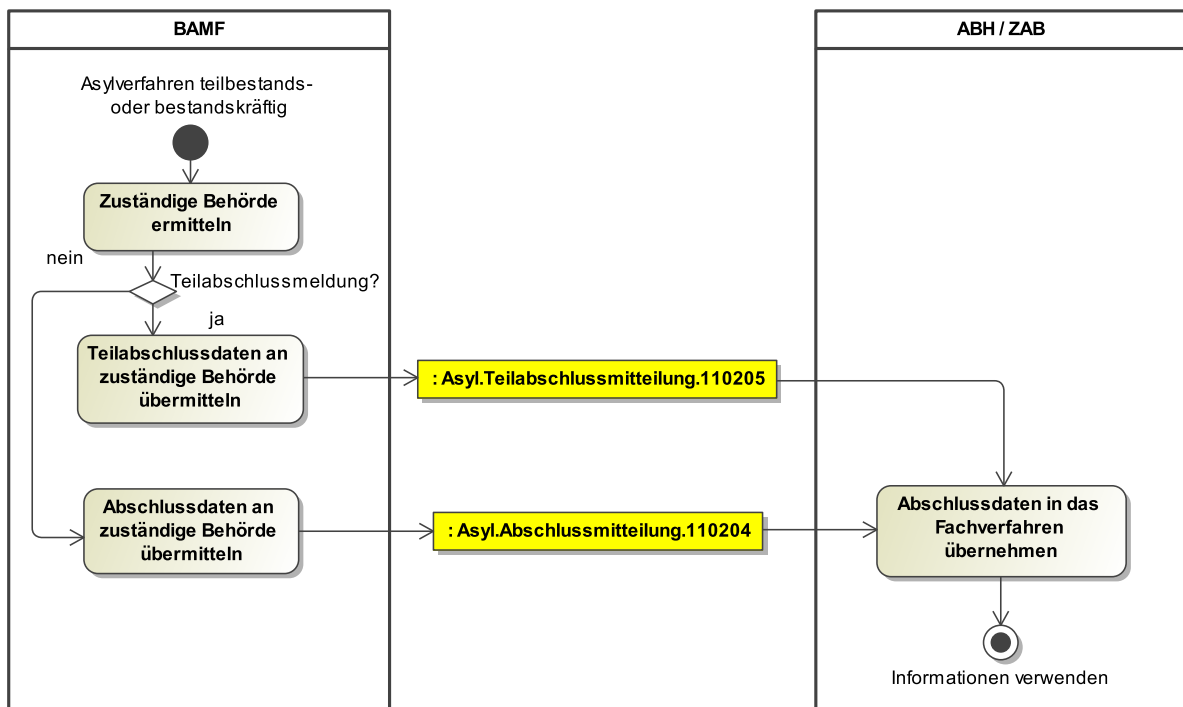 BAMF
ABH / ZAB
Asylverfahren teilbestands-
oder bestandskräftig
Zuständige Behörde
ermitteln
nein
Teilabschlussmeldung?
ja
Teilabschlussdaten an
zuständige Behörde
übermitteln
: Asyl.Teilabschlussmitteilung.110205
Abschlussdaten an
zuständige Behörde
übermitteln
: Asyl.Abschlussmitteilung.110204
Abschlussdaten in das
Fachverfahren
übernehmen
Informationen verwenden